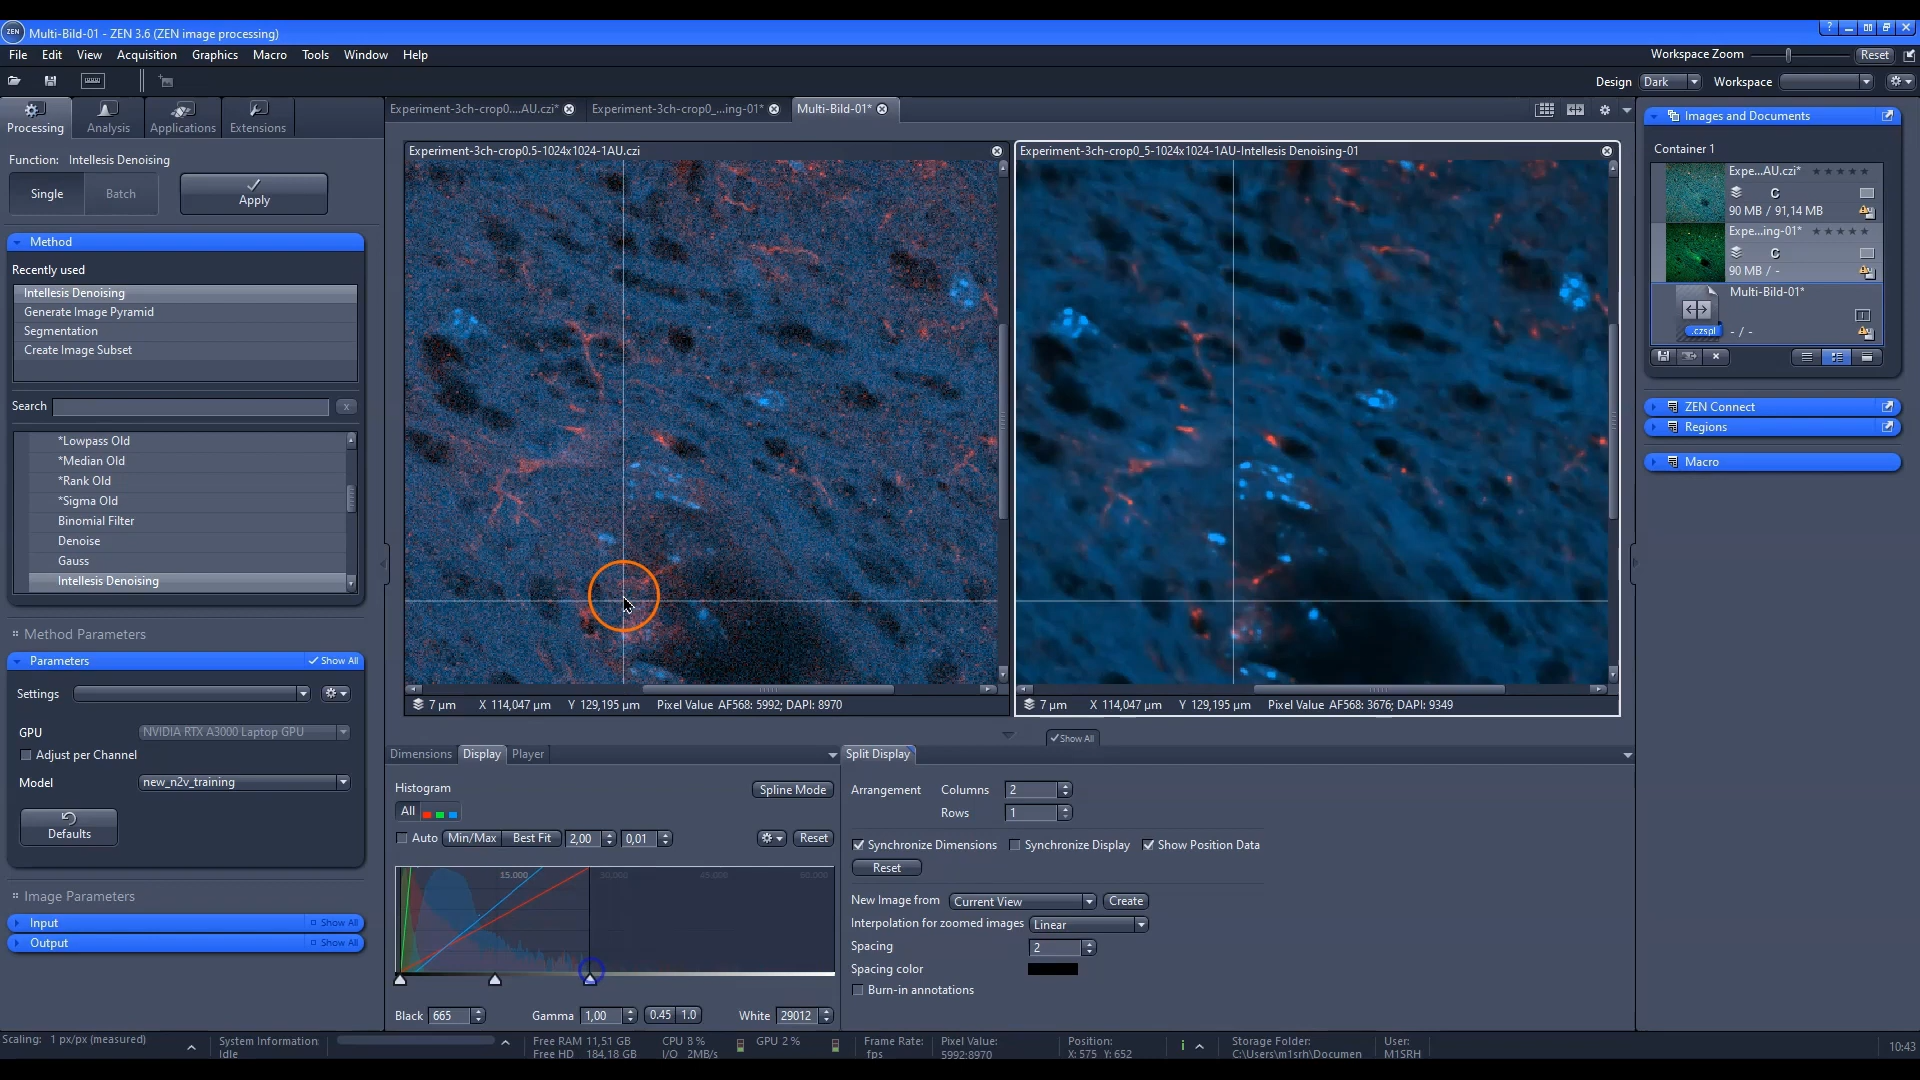 ZEN Multi-Bild-01 - ZEN 3.6 (ZEN image processing)
File Edit View Acquisition Graphics Macro Tools Window Help
Workspace Zoom Reset
Design Dark Workspace
Processing Analysis Applications Extensions
Experiment-3ch-crop0....AU.czi* Experiment-3ch-crop0_...ing-01* Multi-Bild-01*
Function: Intellesis Denoising
Single Batch Apply
Method
Recently used
Intellesis Denoising
Generate Image Pyramid
Segmentation
Create Image Subset
Search x
*Lowpass Old
*Median Old
*Rank Old
*Sigma Old
Binomial Filter
Denoise
Gauss
Intellesis Denoising
Method Parameters
Parameters Show All
Settings
GPU NVIDIA RTX A3000 Laptop GPU
Adjust per Channel
Model new_n2v_training
Defaults
Image Parameters
Input Show All
Output Show All
Experiment-3ch-crop0.5-1024x1024-1AU.czi
7 µm X 114,047 µm Y 129,195 µm Pixel Value AF568: 5992; DAPI: 8970
Experiment-3ch-crop0_5-1024x1024-1AU-Intellesis Denoising-01
7 µm X 114,047 µm Y 129,195 µm Pixel Value AF568: 3676; DAPI: 9349
Show All
Dimensions Display Player
Histogram Spline Mode
All
Auto Min/Max Best Fit 2,00 0,01 Reset
15.000 30.000 45.000 60.000
Black 665 Gamma 1,00 0.45 1.0 White 29012
Split Display
Arrangement Columns 2
Rows 1
Synchronize Dimensions Synchronize Display Show Position Data
Reset
New Image from Current View Create
Interpolation for zoomed images Linear
Spacing 2
Spacing color
Burn-in annotations
Images and Documents
Container 1
Expe...AU.czi*
C
90 MB / 91,14 MB
Expe...ing-01*
C
90 MB / -
Multi-Bild-01*
.czspl - / -
ZEN Connect
Regions
Macro
Scaling: 1 px/px (measured)
System Information:
Idle
Free RAM 11,51 GB
Free HD 184,18 GB
CPU 8 %
I/O 2MB/s
GPU 2 %
Frame Rate:
fps
Pixel Value:
5992:8970
Position:
X: 575 Y: 652
Storage Folder:
C:\Users\m1srh\Documen
User:
M1SRH
10:43